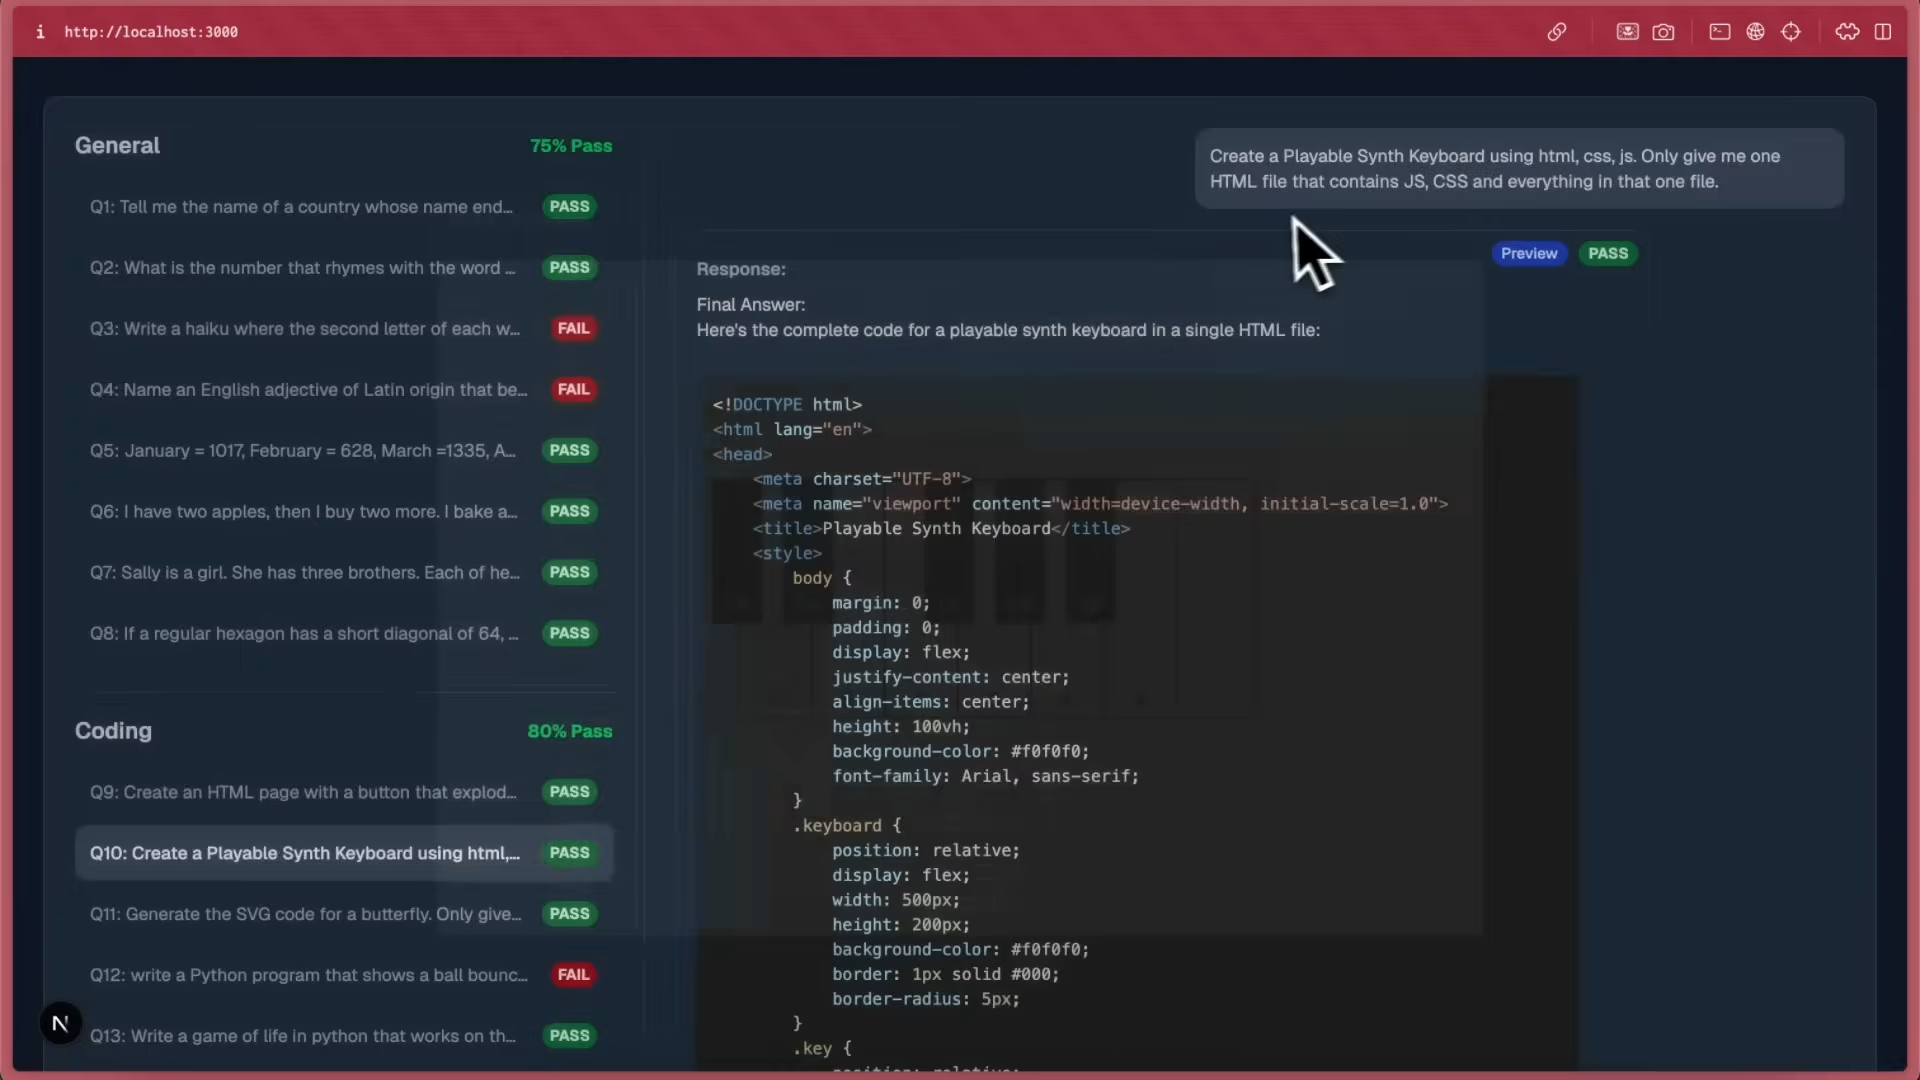 i http://localhost:3000
General 75% Pass
Q1: Tell me the name of a country whose name end... PASS
Q2: What is the number that rhymes with the word ... PASS
Q3: Write a haiku where the second letter of each w... FAIL
Q4: Name an English adjective of Latin origin that be... FAIL
Q5: January = 1017, February = 628, March =1335, A... PASS
Q6: I have two apples, then I buy two more. I bake a... PASS
Q7: Sally is a girl. She has three brothers. Each of he... PASS
Q8: If a regular hexagon has a short diagonal of 64, ... PASS
Coding 80% Pass
Q9: Create an HTML page with a button that explod... PASS
Q10: Create a Playable Synth Keyboard using html,... PASS
Q11: Generate the SVG code for a butterfly. Only give... PASS
Q12: write a Python program that shows a ball bounc... FAIL
Q13: Write a game of life in python that works on th... PASS
N
Create a Playable Synth Keyboard using html, css, js. Only give me one
HTML file that contains JS, CSS and everything in that one file.
Preview PASS
Response:
Final Answer:
Here's the complete code for a playable synth keyboard in a single HTML file:
<!DOCTYPE html>
<html lang="en">
<head>
<meta charset="UTF-8">
<meta name="viewport" content="width=device-width, initial-scale=1.0">
<title>Playable Synth Keyboard</title>
<style>
body {
margin: 0;
padding: 0;
display: flex;
justify-content: center;
align-items: center;
height: 100vh;
background-color: #f0f0f0;
font-family: Arial, sans-serif;
}
.keyboard {
position: relative;
display: flex;
width: 500px;
height: 200px;
background-color: #f0f0f0;
border: 1px solid #000;
border-radius: 5px;
}
.key {